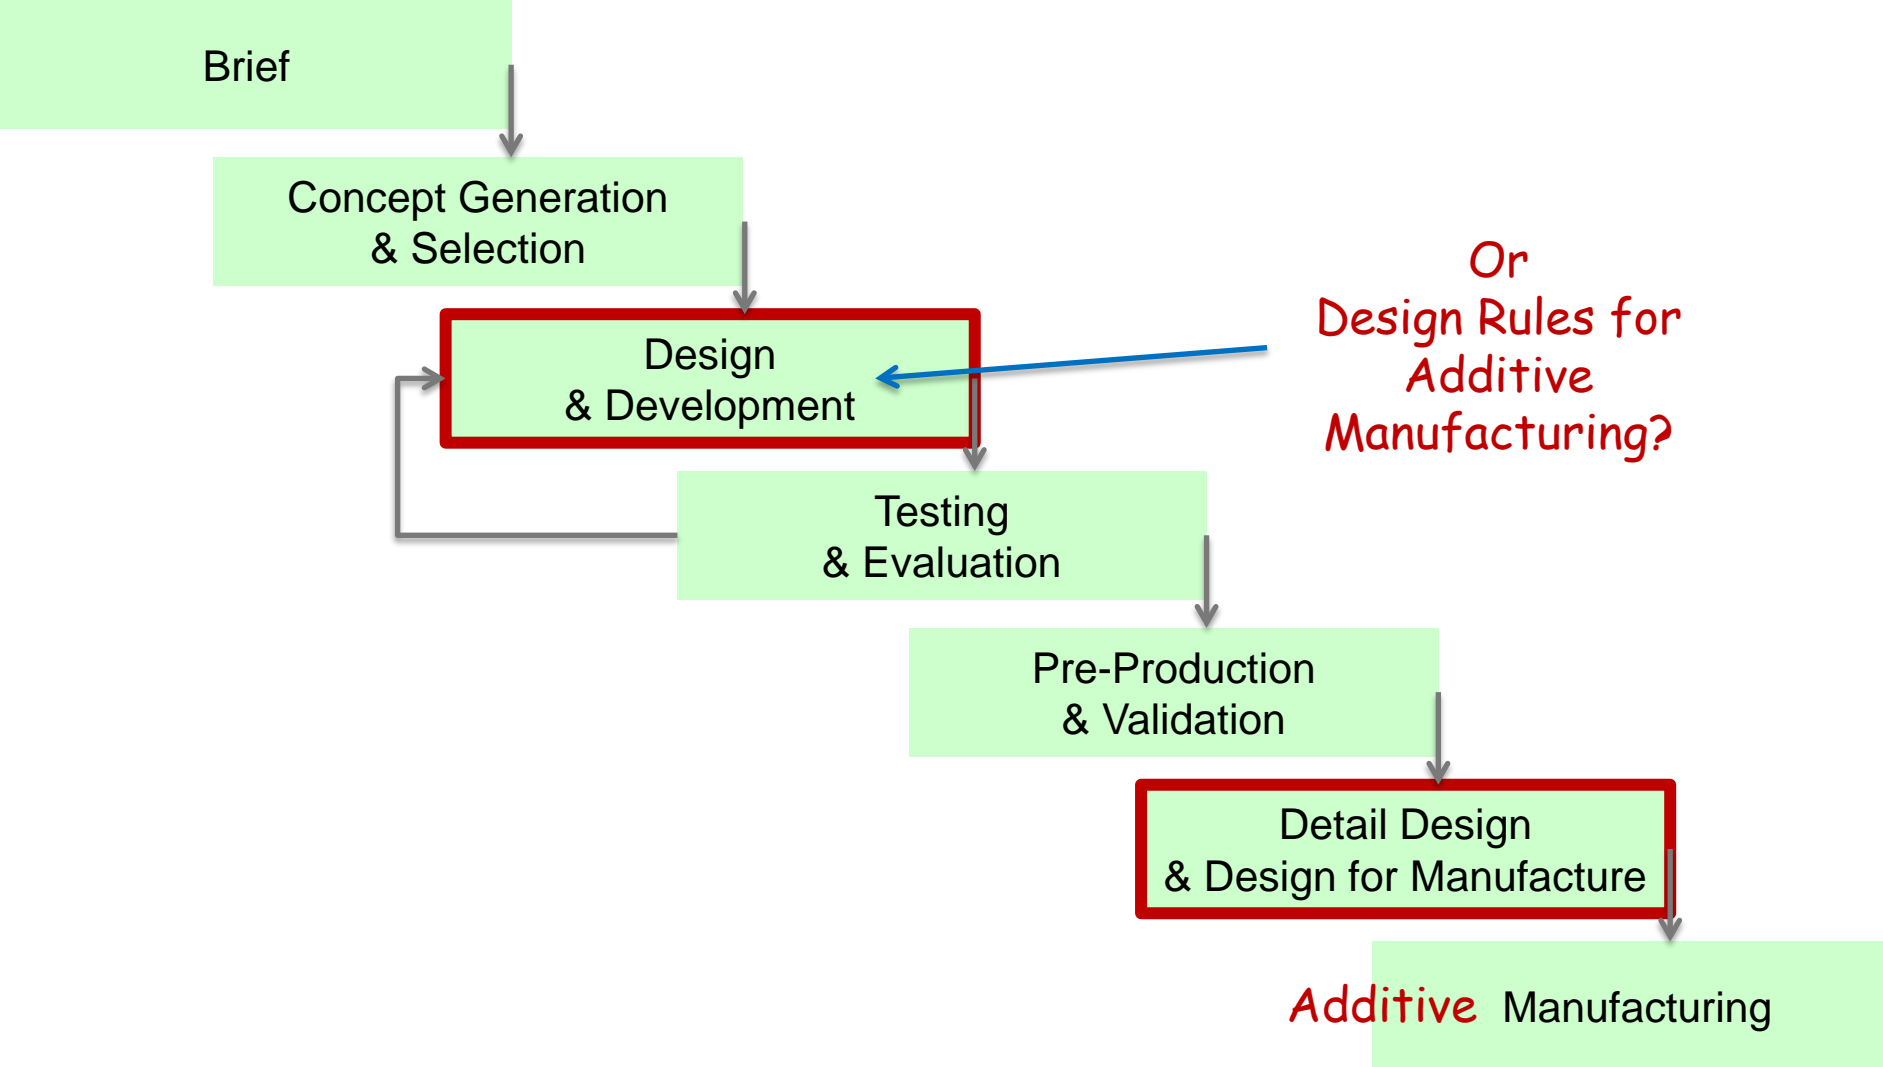 Brief
Concept Generation
& Selection
Or
Design Rules for
Additive
Manufacturing?
Design
& Development
Testing
& Evaluation
Pre-Production
& Validation
Detail Design
& Design for Manufacture
Additive Manufacturing